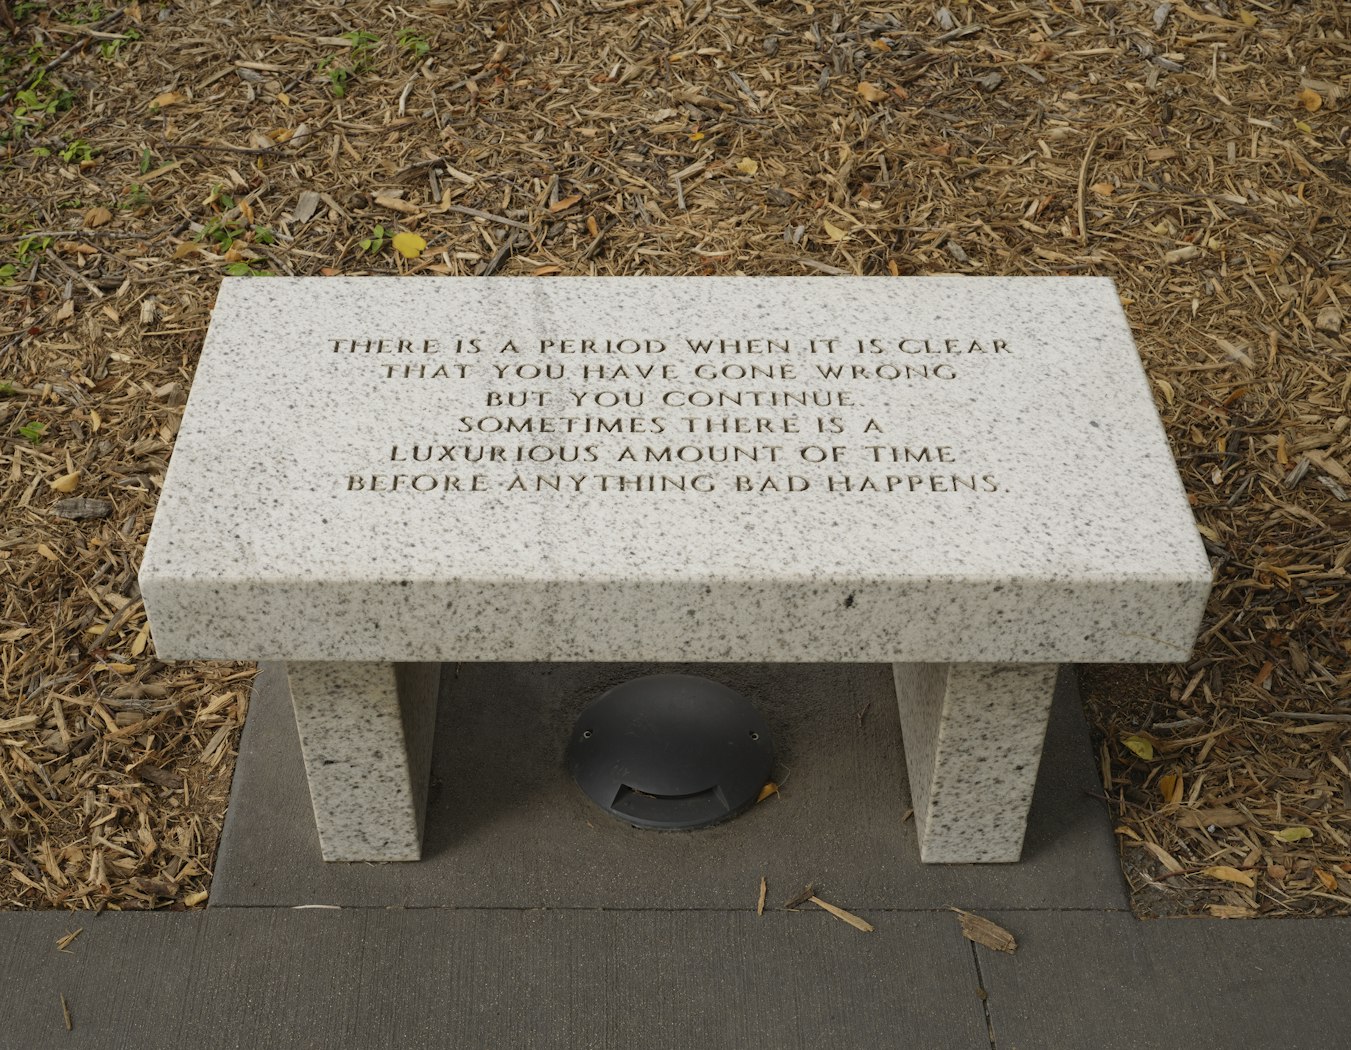 THERE IS A PERIOD WHEN IT IS CLEAR
THAT YOU HAVE GONE WRONG
BUT YOU CONTINUE.
SOMETIMES THERE IS A
LUXURIOUS AMOUNT OF TIME
BEFORE ANYTHING BAD HAPPENS.